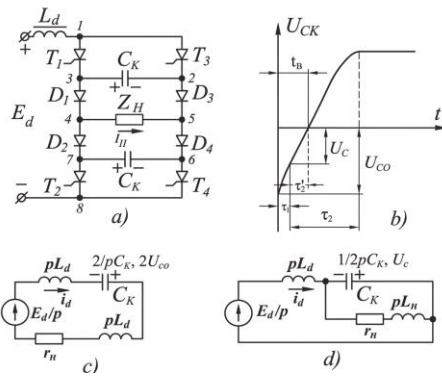 L_d
+
1
T_1
C_K
T_3
3
+ −
2
D_1
Z_H
D_3
E_d
4
5
D_2
i_II
D_4
7
C_K
6
+ −
−
T_2
8
T_4
a)
U_CK
t_B
t
U_C
U_CO
τ_1
τ_2'
τ_2
b)
pL_d
2/pC_K, 2U_co
− +
i_d
C_K
E_d/p
pL_d
r_н
c)
pL_d
1/2pC_K, U_c
− +
i_d
C_K
E_d/p
r_н
pL_н
d)